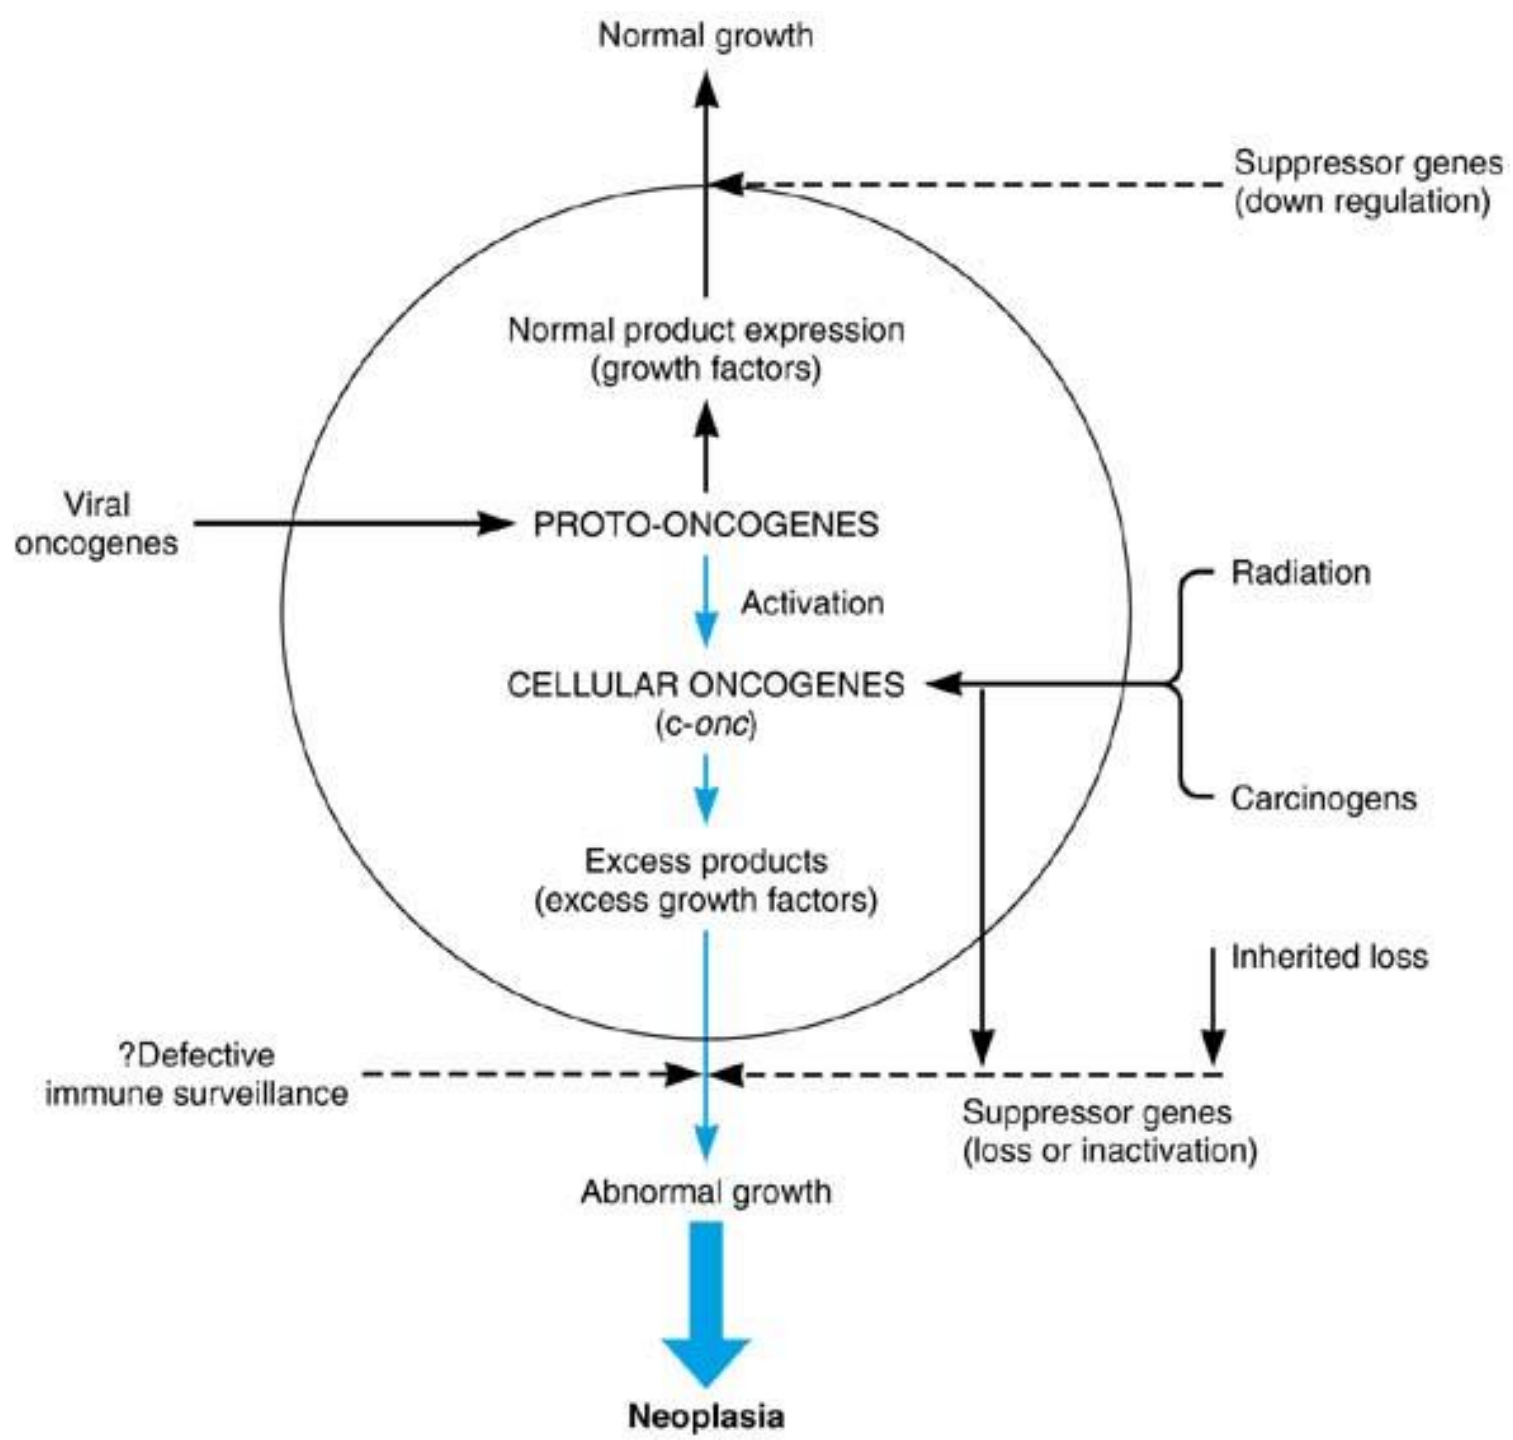 Normal growth
Suppressor genes
(down regulation)
Normal product expression
(growth factors)
Viral
oncogenes
PROTO-ONCOGENES
Radiation
Activation
CELLULAR ONCOGENES
(c-onc)
Carcinogens
Excess products
(excess growth factors)
Inherited loss
?Defective
immune surveillance
Suppressor genes
(loss or inactivation)
Abnormal growth
Neoplasia